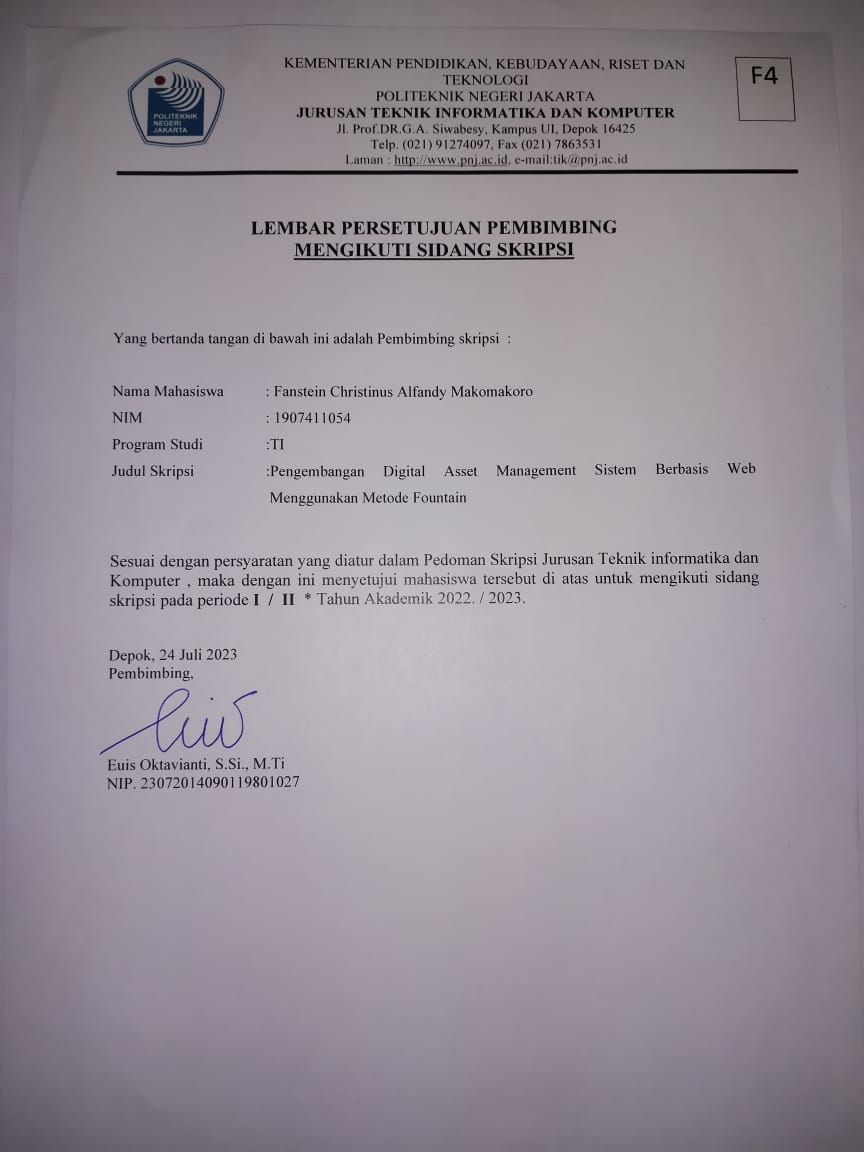 POLITEKNIK
NEGERI
JAKARTA
KEMENTERIAN PENDIDIKAN, KEBUDAYAAN, RISET DAN
TEKNOLOGI
POLITEKNIK NEGERI JAKARTA
JURUSAN TEKNIK INFORMATIKA DAN KOMPUTER
Jl. Prof.DR.G.A. Siwabesy, Kampus UI, Depok 16425
Telp. (021) 91274097, Fax (021) 7863531
Laman : http://www.pnj.ac.id. e-mail:tik@pnj.ac.id
F4
LEMBAR PERSETUJUAN PEMBIMBING
MENGIKUTI SIDANG SKRIPSI
Yang bertanda tangan di bawah ini adalah Pembimbing skripsi :
Nama Mahasiswa : Fanstein Christinus Alfandy Makomakoro
NIM : 1907411054
Program Studi :TI
Judul Skripsi :Pengembangan Digital Asset Management Sistem Berbasis Web
Menggunakan Metode Fountain
Sesuai dengan persyaratan yang diatur dalam Pedoman Skripsi Jurusan Teknik informatika dan
Komputer , maka dengan ini menyetujui mahasiswa tersebut di atas untuk mengikuti sidang
skripsi pada periode I / II * Tahun Akademik 2022. / 2023.
Depok, 24 Juli 2023
Pembimbing,
Euis Oktavianti, S.Si., M.Ti
NIP. 23072014090119801027